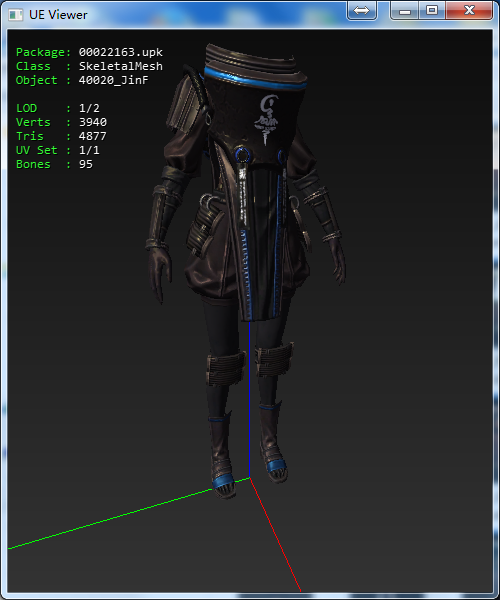 UE Viewer
Package: 00022163.upk
Class : SkeletalMesh
Object : 40020_JinF
LOD : 1/2
Verts : 3940
Tris : 4877
UV Set : 1/1
Bones : 95